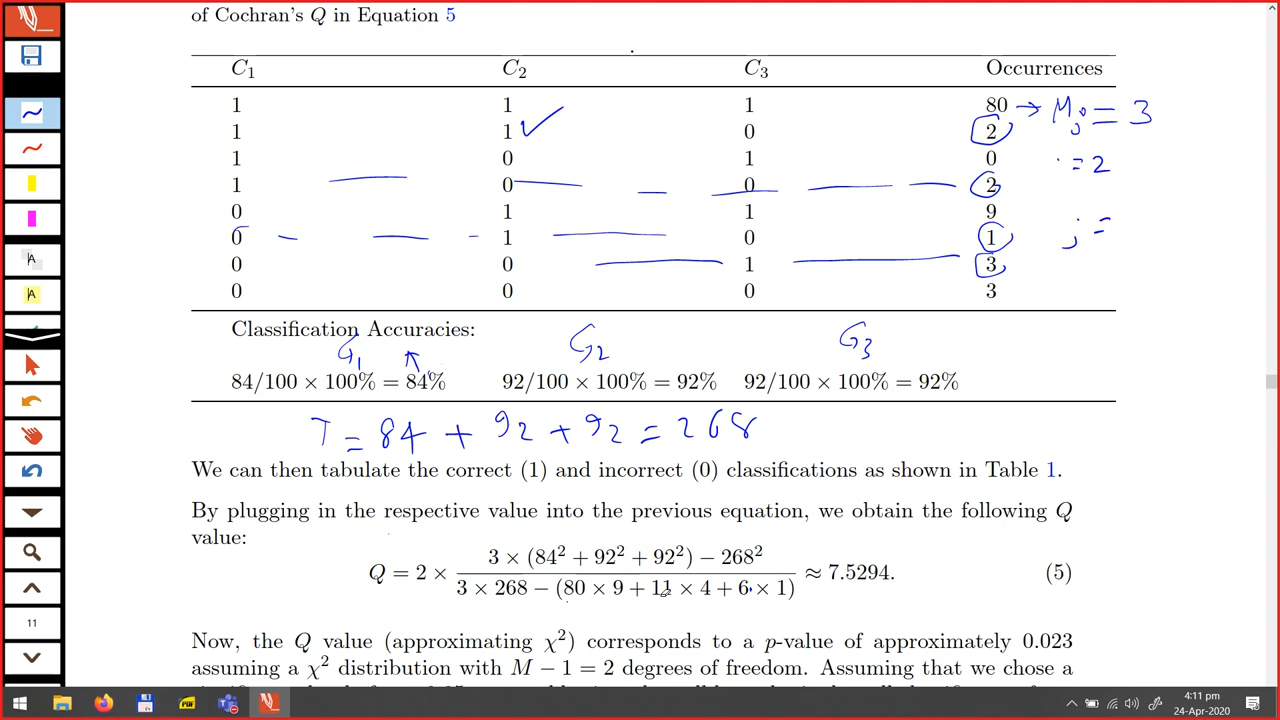 of Cochran's Q in Equation 5
C1 C2 C3 Occurrences
1 1 1 80 → Mj = 3
1 1 0 2
1 0 1 0 = 2
1 0 0 2
0 1 1 9
0 1 0 1 j =
0 0 1 3
0 0 0 3
Classification Accuracies:
G1 G2 G3
84/100 × 100% = 84% 92/100 × 100% = 92% 92/100 × 100% = 92%
T = 84 + 92 + 92 = 268
We can then tabulate the correct (1) and incorrect (0) classifications as shown in Table 1.
By plugging in the respective value into the previous equation, we obtain the following Q
value:
Q = 2 × 3 × (84² + 92² + 92²) − 268² / 3 × 268 − (80 × 9 + 11 × 4 + 6 × 1) ≈ 7.5294. (5)
Now, the Q value (approximating χ²) corresponds to a p-value of approximately 0.023
assuming a χ² distribution with M − 1 = 2 degrees of freedom. Assuming that we chose a
11
4:11 pm
24-Apr-2020